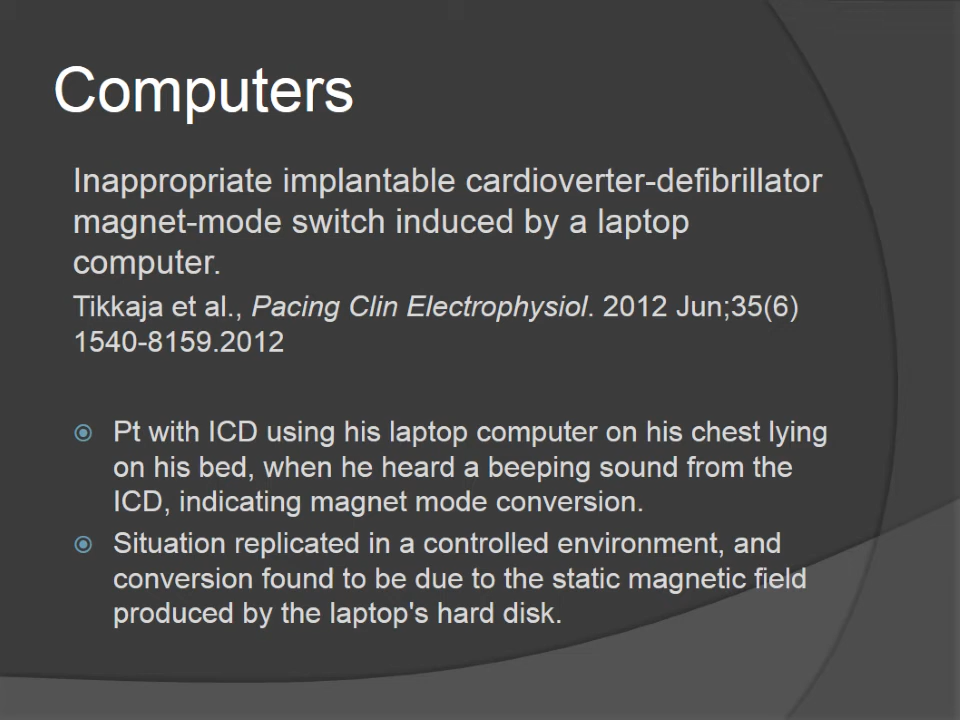 Computers
Inappropriate implantable cardioverter-defibrillator
magnet-mode switch induced by a laptop
computer.
Tikkaja et al., Pacing Clin Electrophysiol. 2012 Jun;35(6)
1540-8159.2012
Pt with ICD using his laptop computer on his chest lying
on his bed, when he heard a beeping sound from the
ICD, indicating magnet mode conversion.
Situation replicated in a controlled environment, and
conversion found to be due to the static magnetic field
produced by the laptop's hard disk.